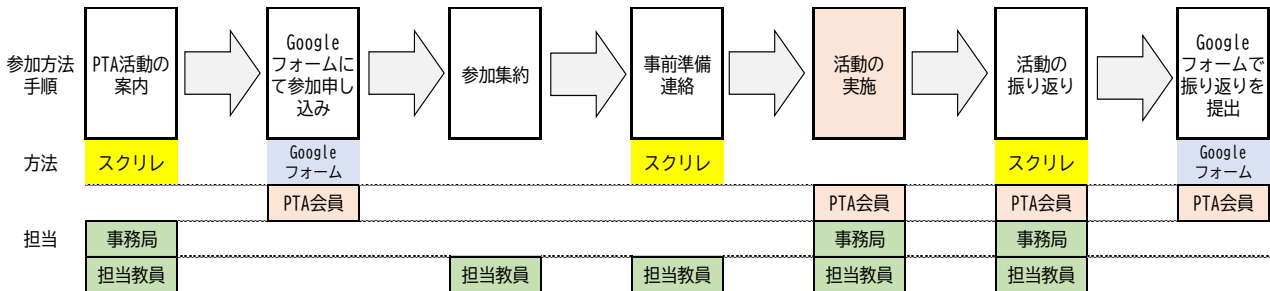 参加方法
手順
PTA活動の
案内
Google
フォームに
て参加申し
込み
参加集約
事前準備
連絡
活動の
実施
活動の
振り返り
Google
フォームで
振り返りを
提出
方法
スクリレ
Google
フォーム
スクリレ
スクリレ
Google
フォーム
PTA会員
PTA会員
PTA会員
PTA会員
担当
事務局
事務局
事務局
担当教員
担当教員
担当教員
担当教員
担当教員